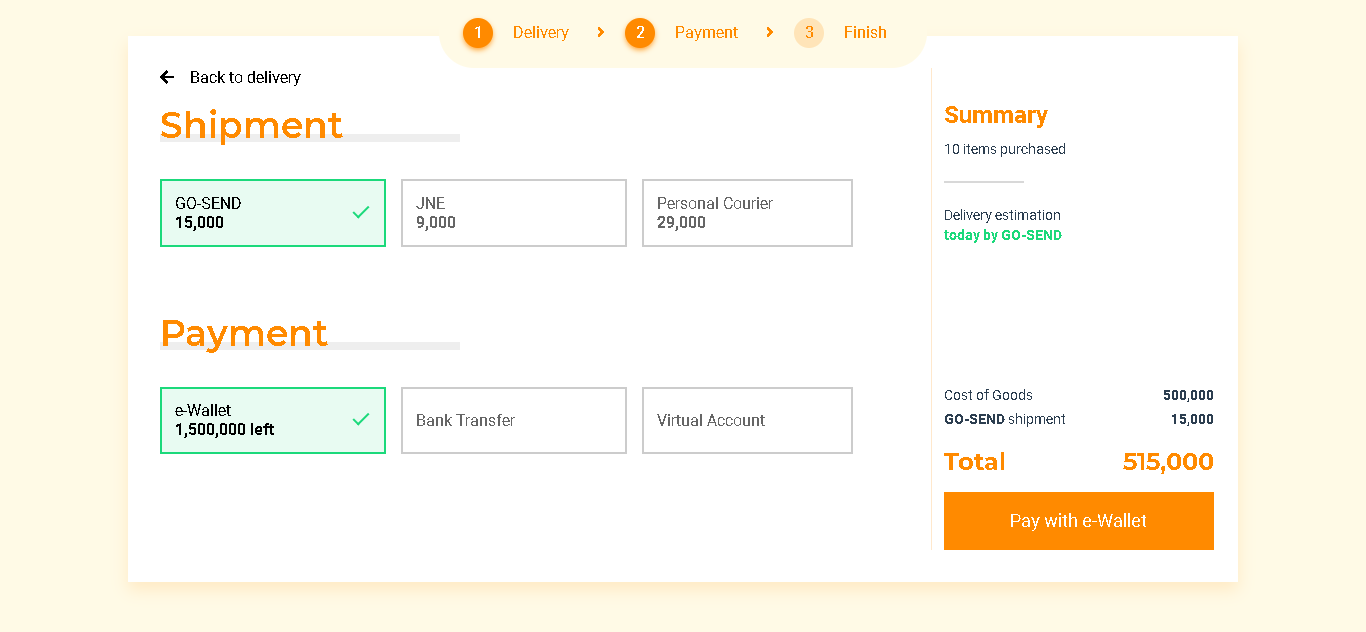 1 Delivery > 2 Payment > 3 Finish
Back to delivery
Shipment
GO-SEND
15,000
JNE
9,000
Personal Courier
29,000
Payment
e-Wallet
1,500,000 left
Bank Transfer
Virtual Account
Summary
10 items purchased
Delivery estimation
today by GO-SEND
Cost of Goods 500,000
GO-SEND shipment 15,000
Total 515,000
Pay with e-Wallet